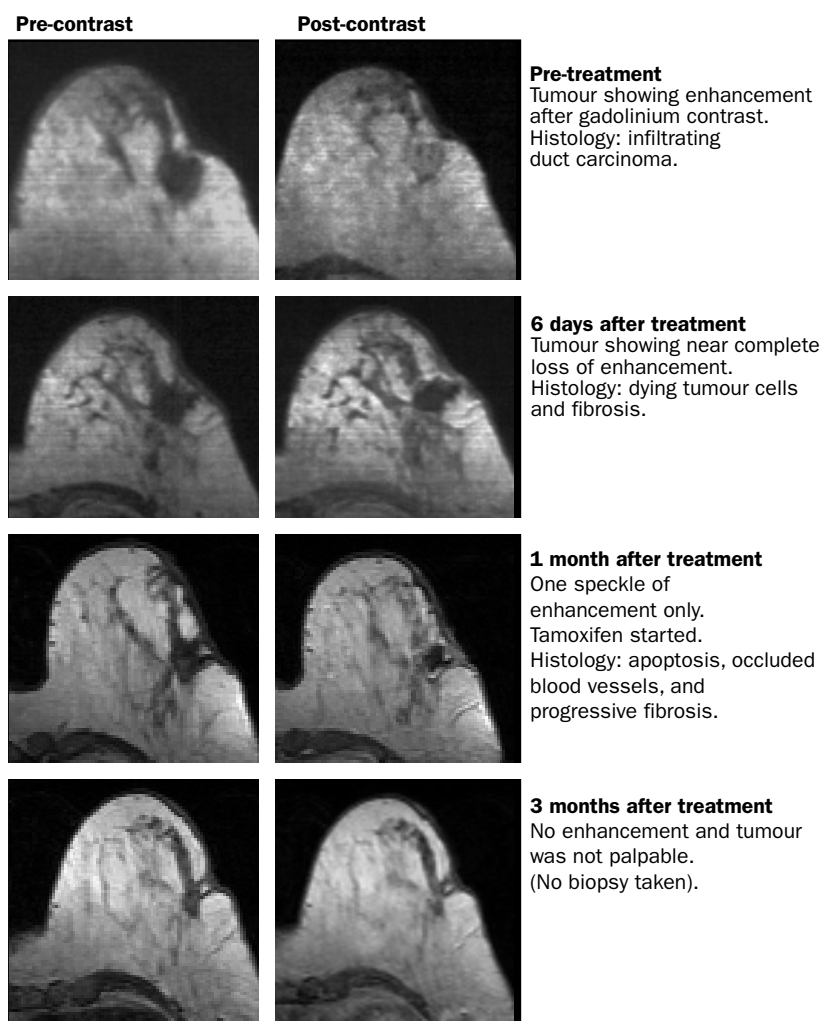 Pre-contrast
Post-contrast
Pre-treatment
Tumour showing enhancement
after gadolinium contrast.
Histology: infiltrating
duct carcinoma.
6 days after treatment
Tumour showing near complete
loss of enhancement.
Histology: dying tumour cells
and fibrosis.
1 month after treatment
One speckle of
enhancement only.
Tamoxifen started.
Histology: apoptosis, occluded
blood vessels, and
progressive fibrosis.
3 months after treatment
No enhancement and tumour
was not palpable.
(No biopsy taken).